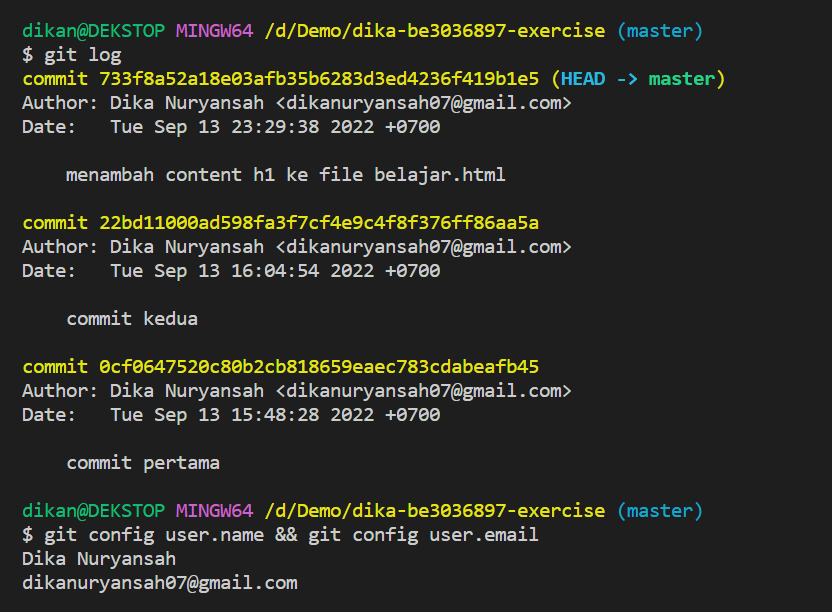 dikan@DEKSTOP MINGW64 /d/Demo/dika-be3036897-exercise (master)
$ git log
commit 733f8a52a18e03afb35b6283d3ed4236f419b1e5 (HEAD -> master)
Author: Dika Nuryansah <dikanuryansah07@gmail.com>
Date:   Tue Sep 13 23:29:38 2022 +0700
    menambah content h1 ke file belajar.html
commit 22bd11000ad598fa3f7cf4e9c4f8f376ff86aa5a
Author: Dika Nuryansah <dikanuryansah07@gmail.com>
Date:   Tue Sep 13 16:04:54 2022 +0700
    commit kedua
commit 0cf0647520c80b2cb818659eaec783cdabeafb45
Author: Dika Nuryansah <dikanuryansah07@gmail.com>
Date:   Tue Sep 13 15:48:28 2022 +0700
    commit pertama
dikan@DEKSTOP MINGW64 /d/Demo/dika-be3036897-exercise (master)
$ git config user.name && git config user.email
Dika Nuryansah
dikanuryansah07@gmail.com